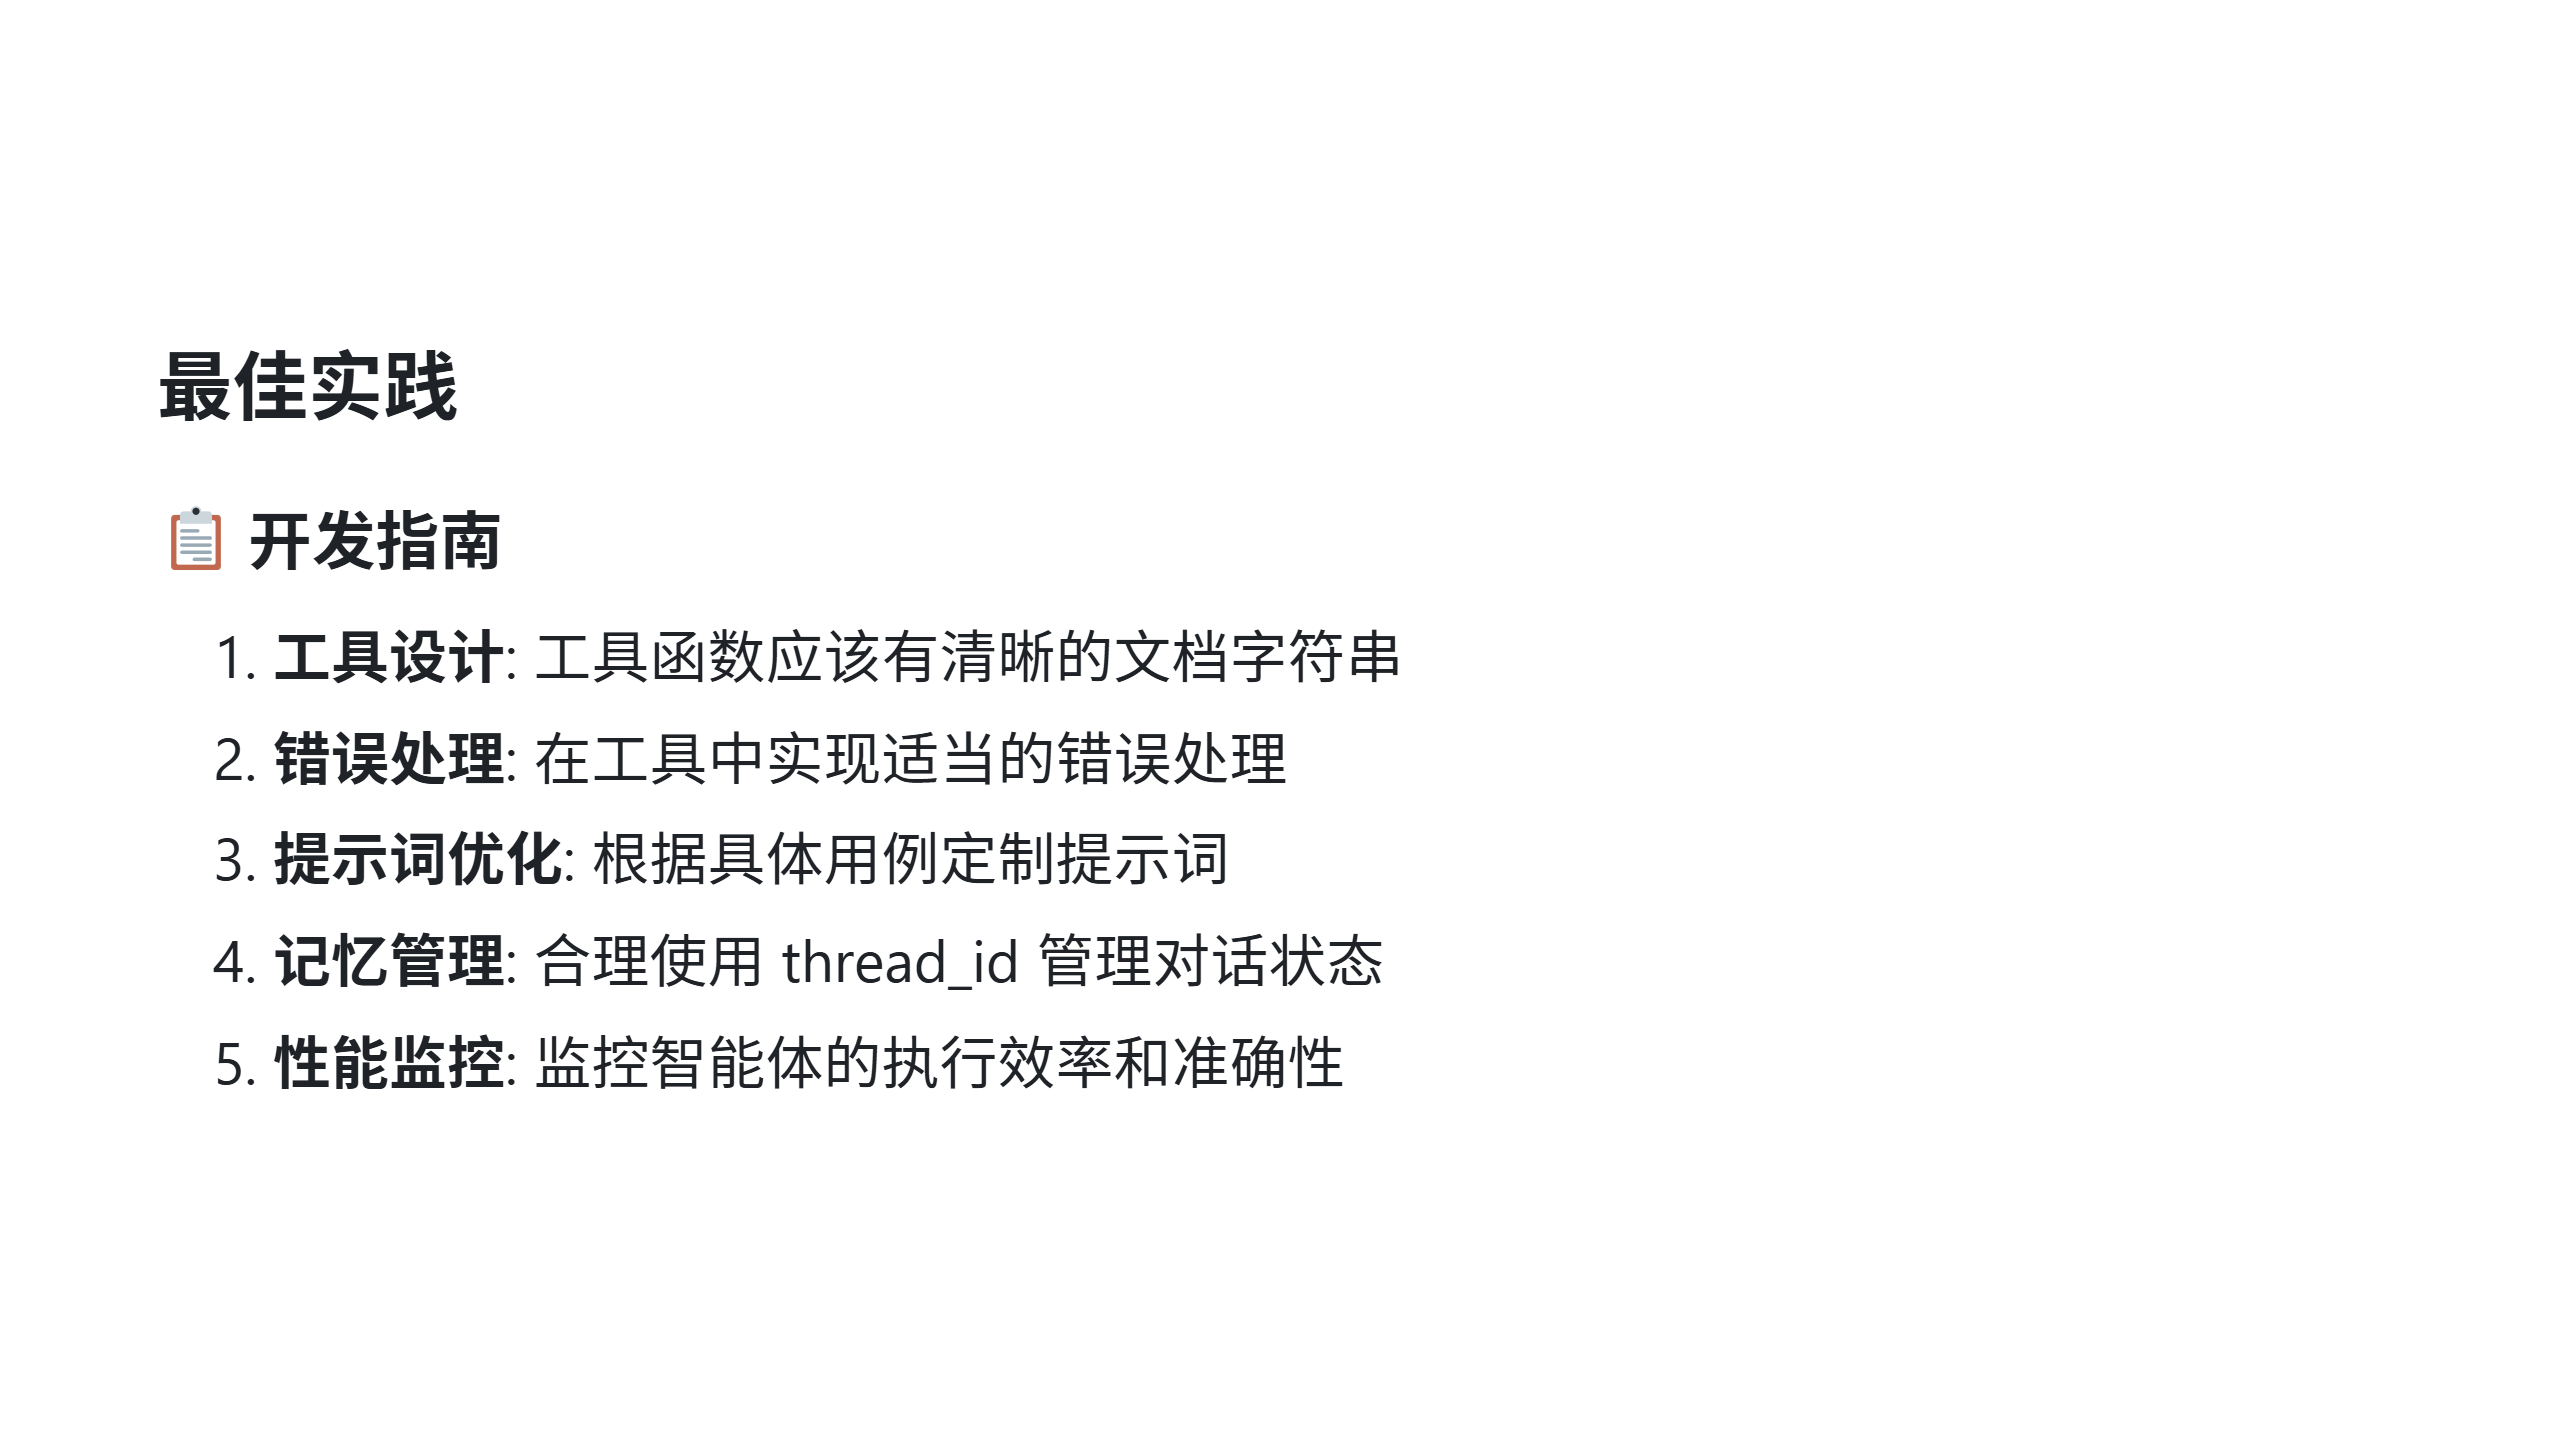 最佳实践
📋 开发指南
1. 工具设计: 工具函数应该有清晰的文档字符串
2. 错误处理: 在工具中实现适当的错误处理
3. 提示词优化: 根据具体用例定制提示词
4. 记忆管理: 合理使用 thread_id 管理对话状态
5. 性能监控: 监控智能体的执行效率和准确性